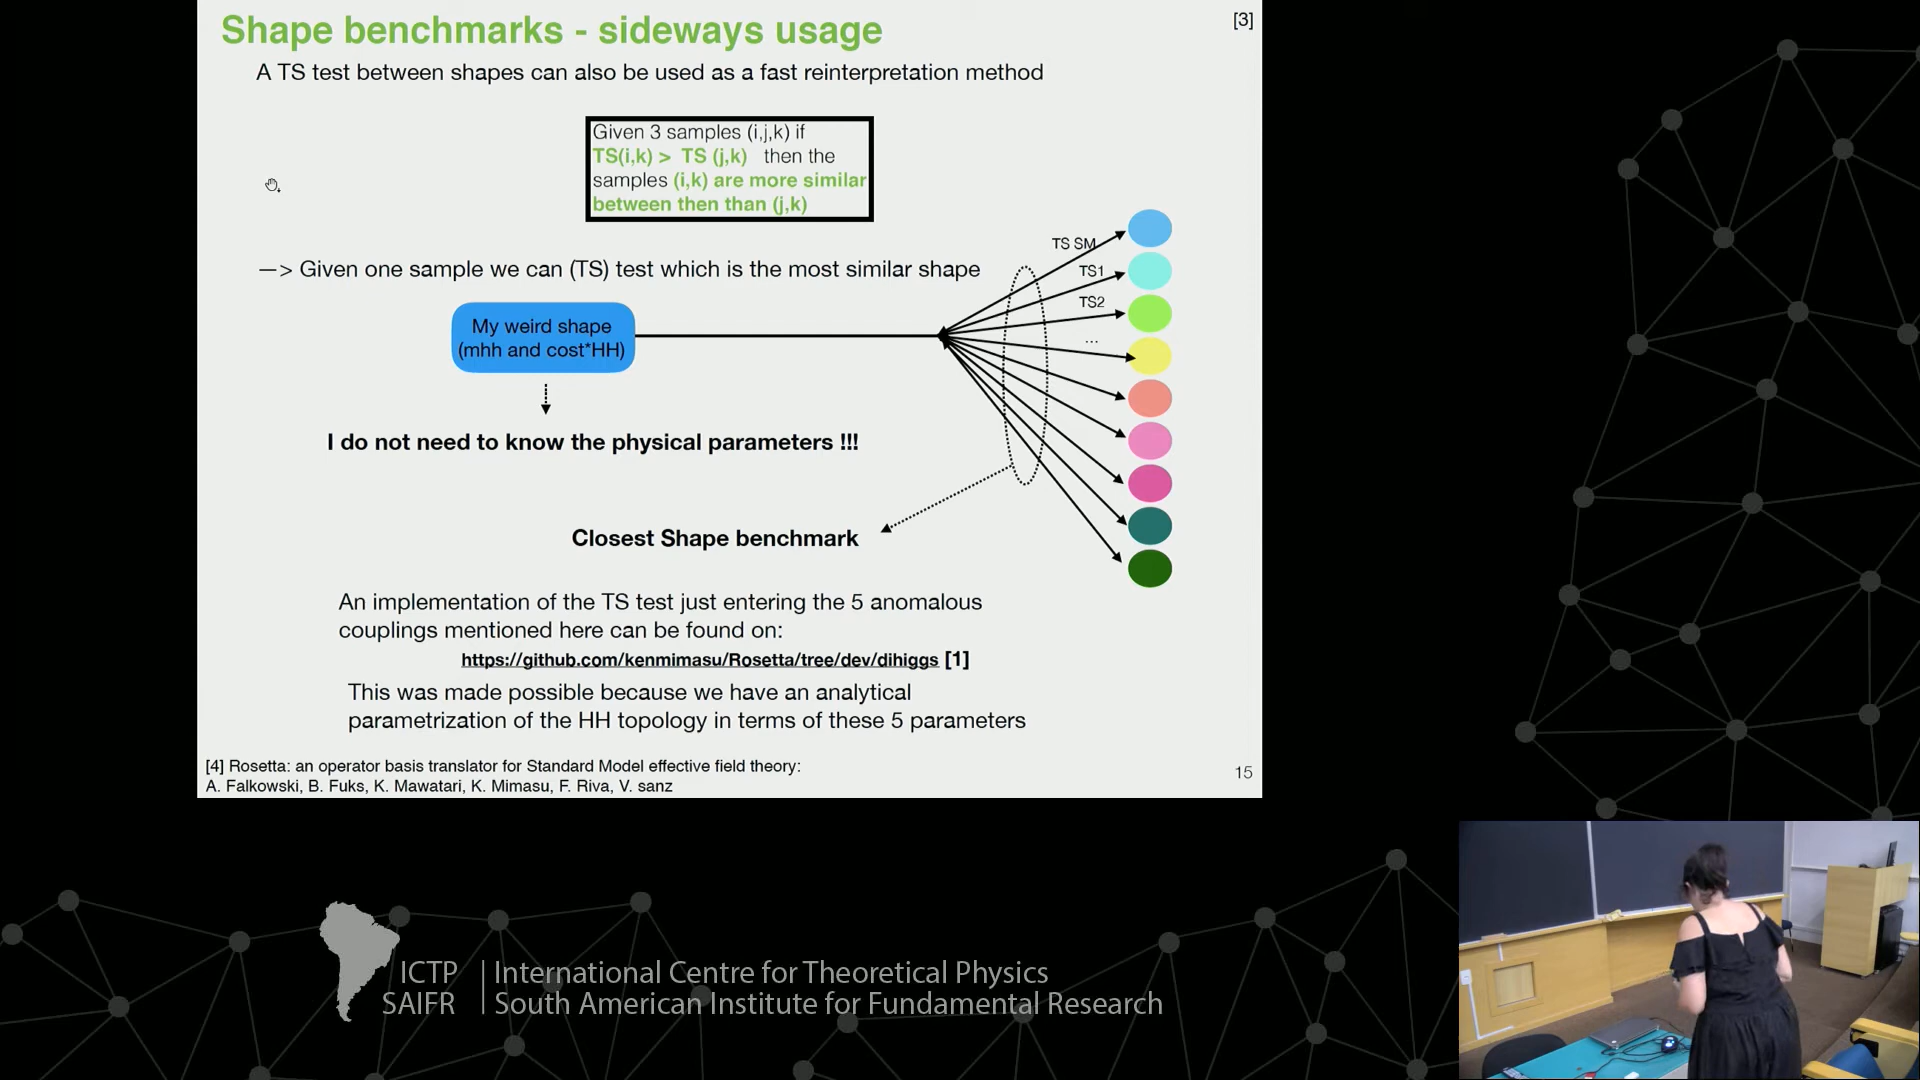 Shape benchmarks - sideways usage
[3]
A TS test between shapes can also be used as a fast reinterpretation method
Given 3 samples (i,j,k) if
TS(i,k) > TS (j,k) then the
samples (i,k) are more similar
between then than (j,k)
TS SM
—> Given one sample we can (TS) test which is the most similar shape
TS1
TS2
...
My weird shape
(mhh and cost*HH)
I do not need to know the physical parameters !!!
Closest Shape benchmark
An implementation of the TS test just entering the 5 anomalous
couplings mentioned here can be found on:
https://github.com/kenmimasu/Rosetta/tree/dev/dihiggs [1]
This was made possible because we have an analytical
parametrization of the HH topology in terms of these 5 parameters
[4] Rosetta: an operator basis translator for Standard Model effective field theory:
A. Falkowski, B. Fuks, K. Mawatari, K. Mimasu, F. Riva, V. sanz
15
ICTP
SAIFR
International Centre for Theoretical Physics
South American Institute for Fundamental Research